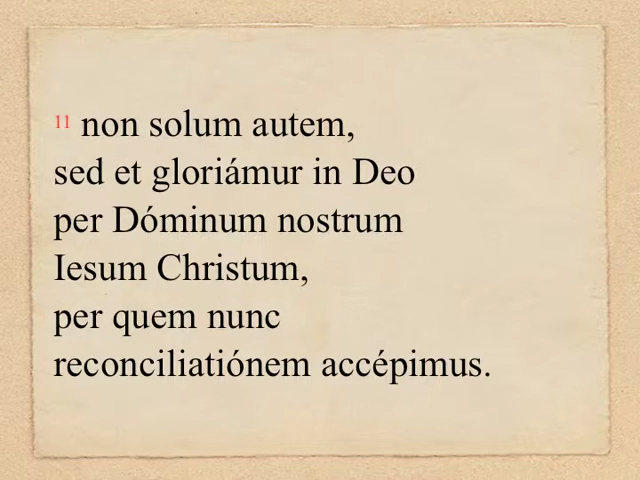 11 non solum autem,
sed et gloriámur in Deo
per Dóminum nostrum
Iesum Christum,
per quem nunc
reconciliatiónem accépimus.